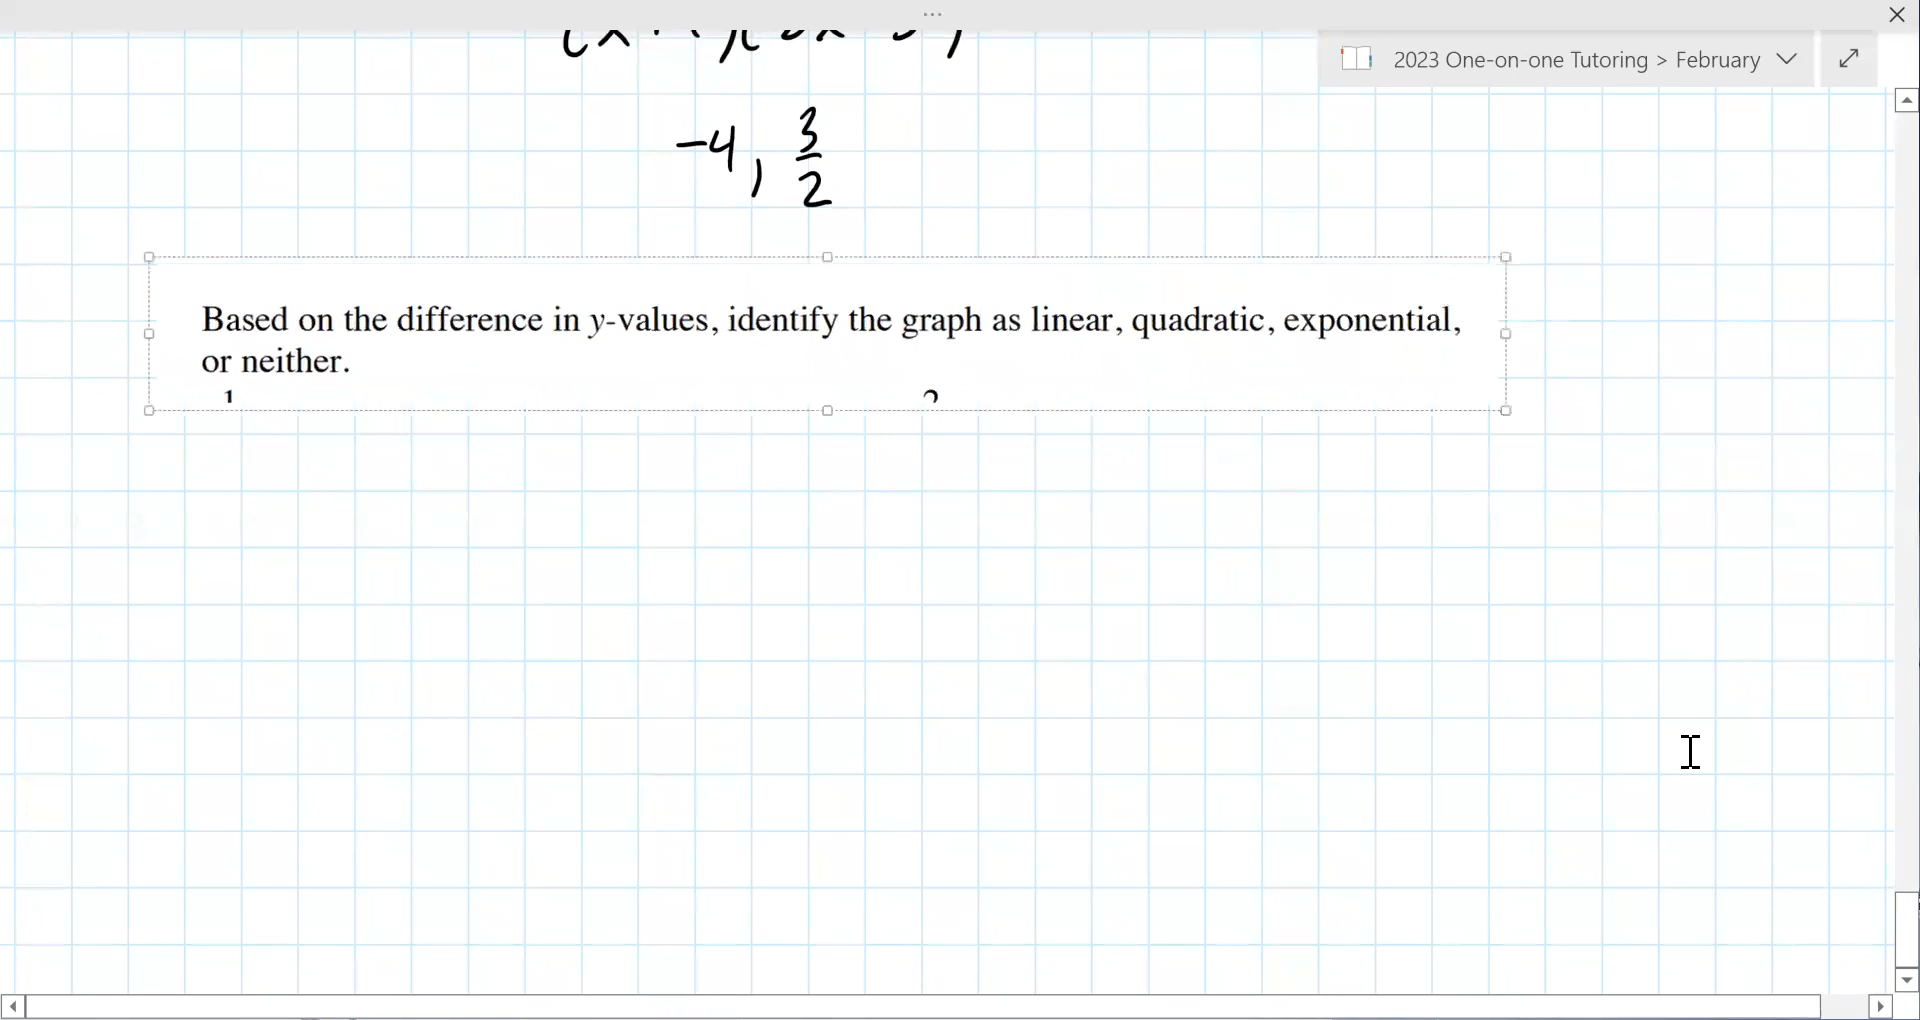 2023 One-on-one Tutoring > February
-4, 3/2
Based on the difference in y-values, identify the graph as linear, quadratic, exponential,
or neither.